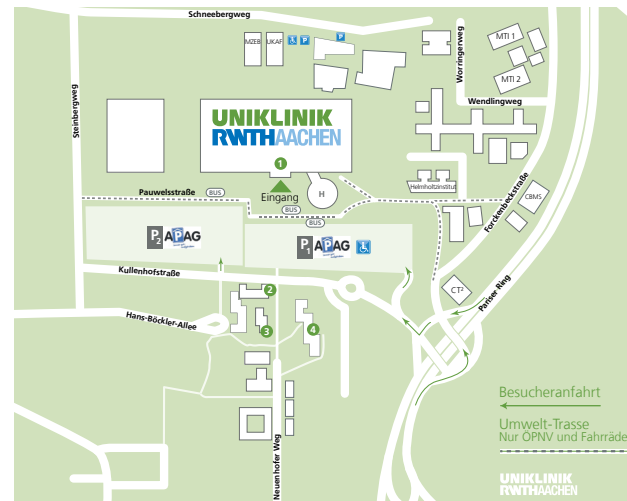 Schneebergweg
MZEB
UKAF
P
P
MTI 1
MTI 2
Worringerweg
Wendlingweg
Steinbergweg
UNIKLINIK
RWTHAACHEN
1
Eingang
H
Helmholtzinstitut
Forckenbeckstraße
CBMS
Pauwelsstraße
BUS
BUS
BUS
P2 APAG
P1 APAG
Kullenhofstraße
CT²
Pariser Ring
2
Hans-Böckler-Allee
3
4
Neuenhofer Weg
Besucheranfahrt
Umwelt-Trasse
Nur ÖPNV und Fahrräde
UNIKLINIK
RWTHAACHEN